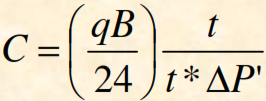 C = (qB/24) t/(t*ΔP')